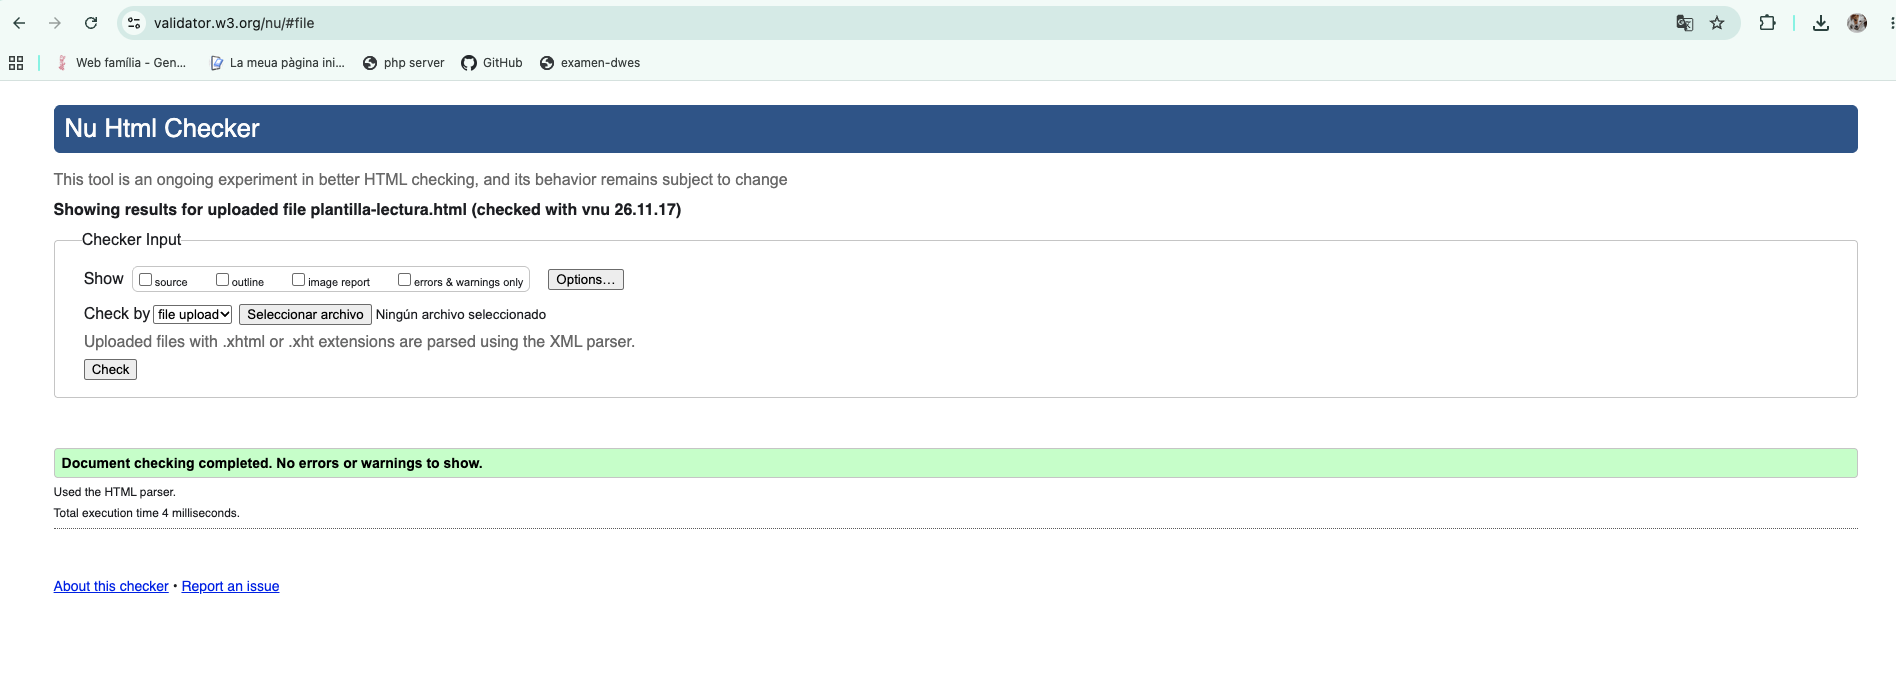 validator.w3.org/nu/#file
Web família - Gen... La meua pàgina ini... php server GitHub examen-dwes
Nu Html Checker
This tool is an ongoing experiment in better HTML checking, and its behavior remains subject to change
Showing results for uploaded file plantilla-lectura.html (checked with vnu 26.11.17)
Checker Input
Show source outline image report errors & warnings only Options…
Check by file upload Seleccionar archivo Ningún archivo seleccionado
Uploaded files with .xhtml or .xht extensions are parsed using the XML parser.
Check
Document checking completed. No errors or warnings to show.
Used the HTML parser.
Total execution time 4 milliseconds.
About this checker • Report an issue